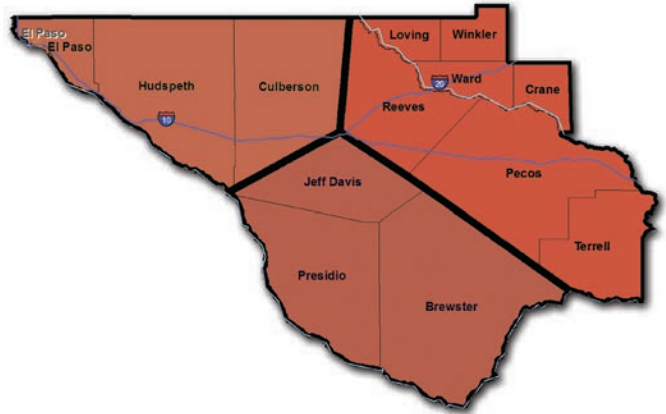 El Paso
El Paso
Hudspeth
Culberson
Loving
Winkler
Ward
Crane
Reeves
20
10
Pecos
Terrell
Jeff Davis
Presidio
Brewster